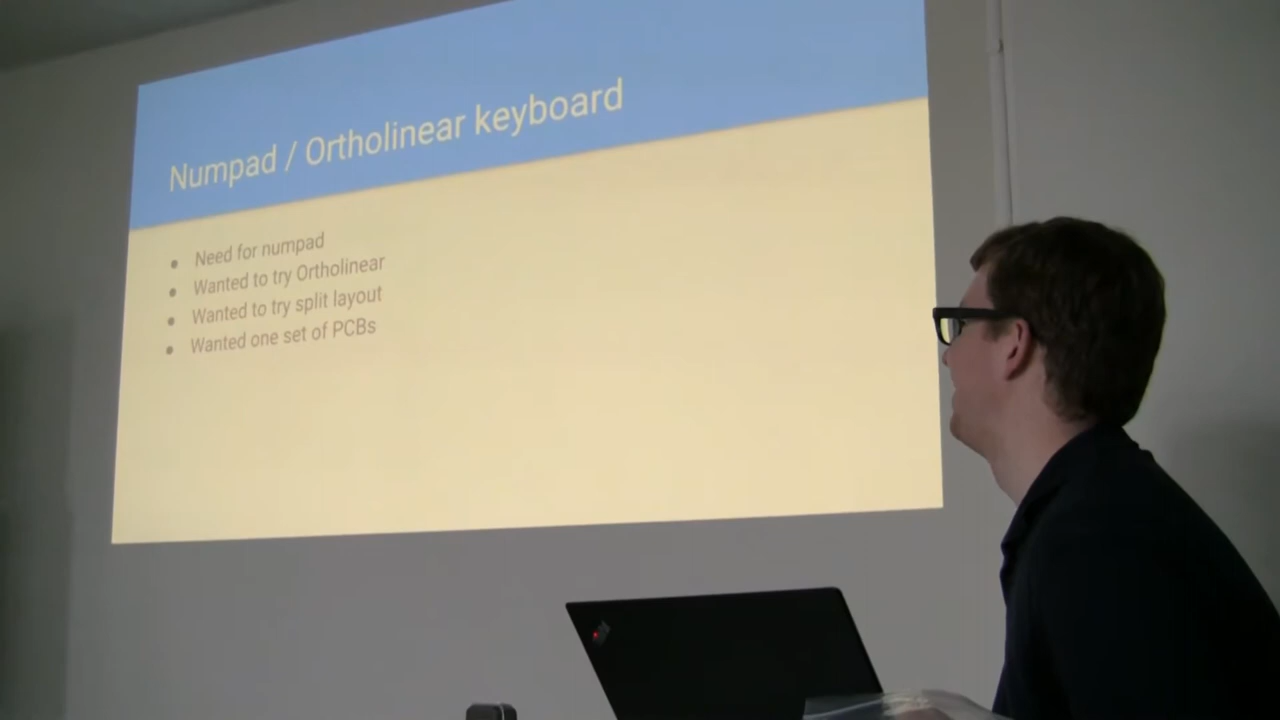 Numpad / Ortholinear keyboard
Need for numpad
Wanted to try Ortholinear
Wanted to try split layout
Wanted one set of PCBs